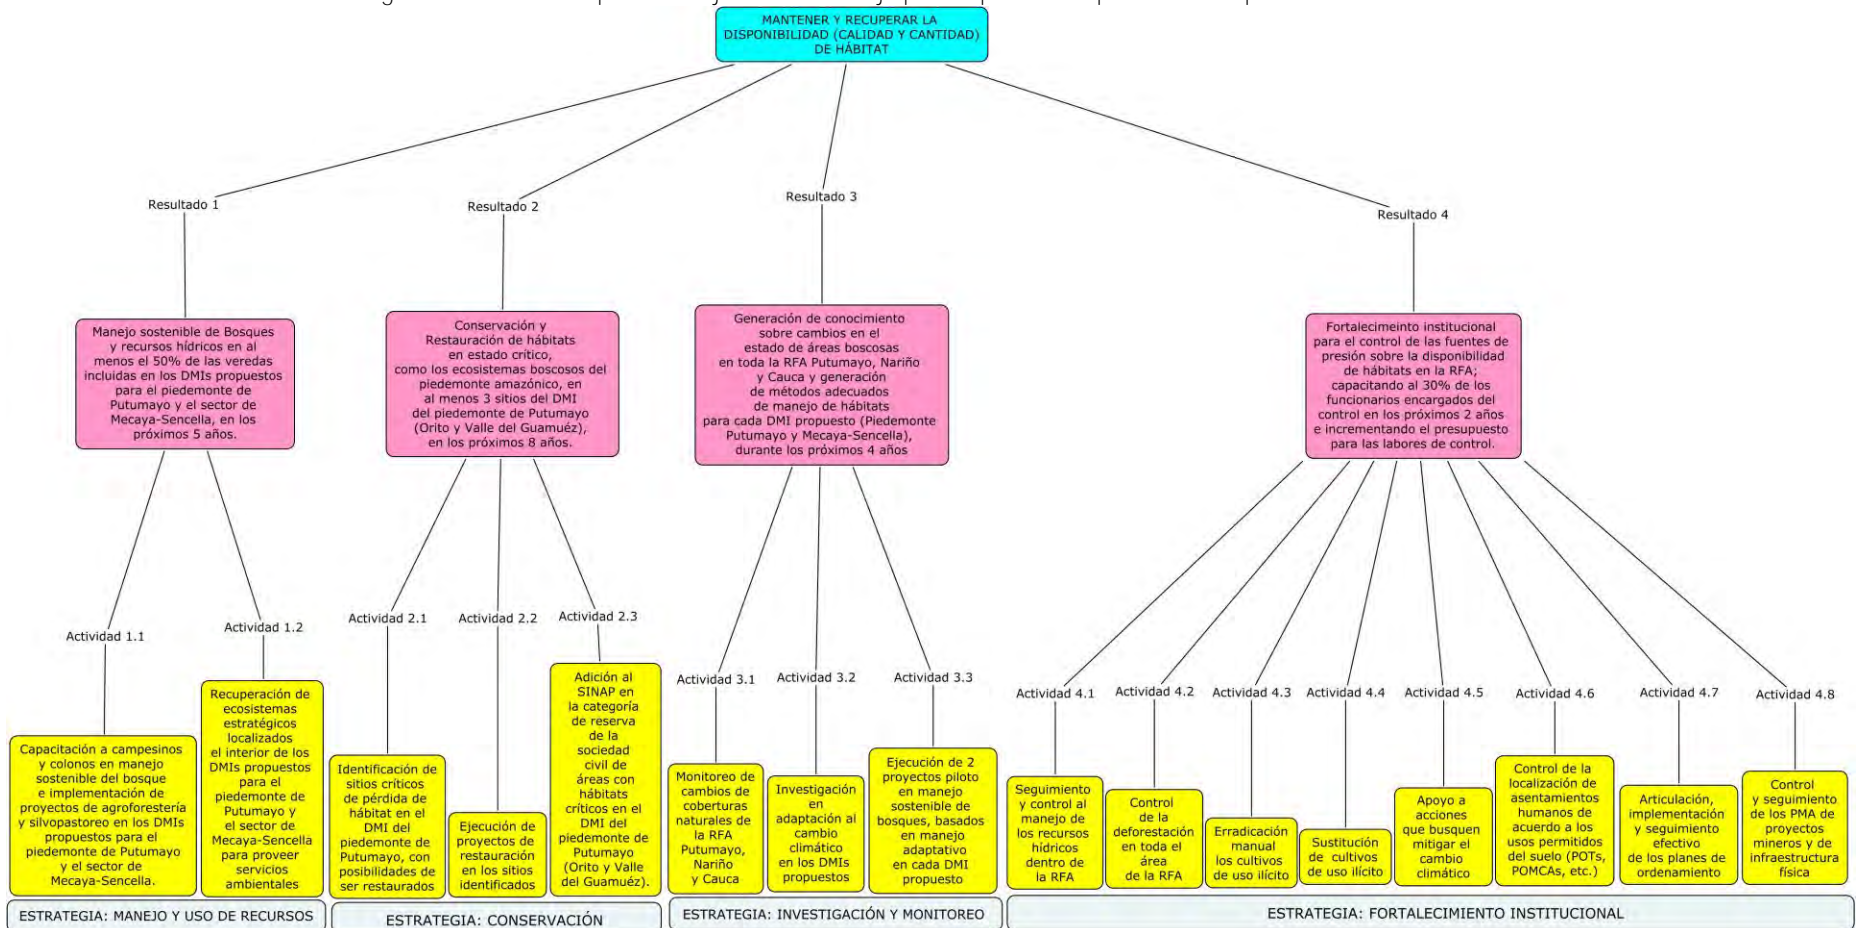 MANTENER Y RECUPERAR LA
DISPONIBILIDAD (CALIDAD Y CANTIDAD)
DE HÁBITAT
Resultado 1
Resultado 2
Resultado 3
Resultado 4
Manejo sostenible de Bosques
y recursos hídricos en al
menos el 50% de las veredas
incluidas en los DMIs propuestos
para el piedemonte de
Putumayo y el sector de
Mecaya-Sencella, en los
próximos 5 años.
Conservación y
Restauración de hábitats
en estado crítico,
como los ecosistemas boscosos del
piedemonte amazónico, en
al menos 3 sitios del DMI
del piedemonte de Putumayo
(Orito y Valle del Guamuéz),
en los próximos 8 años.
Generación de conocimiento
sobre cambios en el
estado de áreas boscosas
en toda la RFA Putumayo, Nariño
y Cauca y generación
de métodos adecuados
de manejo de hábitats
para cada DMI propuesto (Piedemonte
Putumayo y Mecaya-Sencella),
durante los próximos 4 años
Fortalecimeinto institucional
para el control de las fuentes de
presión sobre la disponibilidad
de hábitats en la RFA;
capacitando al 30% de los
funcionarios encargados del
control en los próximos 2 años
e incrementando el presupuesto
para las labores de control.
Actividad 1.1
Actividad 1.2
Actividad 2.1
Actividad 2.2
Actividad 2.3
Actividad 3.1
Actividad 3.2
Actividad 3.3
Actividad 4.1
Actividad 4.2
Actividad 4.3
Actividad 4.4
Actividad 4.5
Actividad 4.6
Actividad 4.7
Actividad 4.8
Capacitación a campesinos
y colonos en manejo
sostenible del bosque
e implementación de
proyectos de agroforestería
y silvopastoreo en los DMIs
propuestos para el
piedemonte de Putumayo
y el sector de
Mecaya-Sencella.
Recuperación de
ecosistemas
estratégicos
localizados
el interior de los
DMIs propuestos
para el
piedemonte de
Putumayo y
el sector de
Mecaya-Sencella
para proveer
servicios
ambientales
Identificación de
sitios críticos
de pérdida de
hábitat en el
DMI del
piedemonte de
Putumayo, con
posibilidades de
ser restaurados
Ejecución de
proyectos de
restauración
en los sitios
identificados
Adición al
SINAP en
la categoría
de reserva
de la
sociedad
civil de
áreas con
hábitats
críticos en el
DMI del
piedemonte de
Putumayo
(Orito y Valle
del Guamuéz).
Monitoreo de
cambios de
coberturas
naturales de
la RFA
Putumayo,
Nariño
y Cauca
Investigación
en
adaptación al
cambio
climático
en los DMIs
propuestos
Ejecución de 2
proyectos piloto
en manejo
sostenible de
bosques, basados
en manejo
adaptativo
en cada DMI
propuesto
Seguimiento
y control al
manejo de
los recursos
hídricos
dentro de
la RFA
Control
de la
deforestación
en toda el
área
de la RFA
Erradicación
manual
los cultivos
de uso ilícito
Sustitución
de cultivos
de uso ilícito
Apoyo a
acciones
que busquen
mitigar el
cambio
climático
Control de la
localización de
asentamientos
humanos de
acuerdo a los
usos permitidos
del suelo (POTs,
POMCAs, etc.)
Articulación,
implementación
y seguimiento
efectivo
de los planes de
ordenamiento
Control
y seguimiento
de los PMA de
proyectos
mineros y de
infraestructura
física
ESTRATEGIA: MANEJO Y USO DE RECURSOS
ESTRATEGIA: CONSERVACIÓN
ESTRATEGIA: INVESTIGACIÓN Y MONITOREO
ESTRATEGIA: FORTALECIMIENTO INSTITUCIONAL